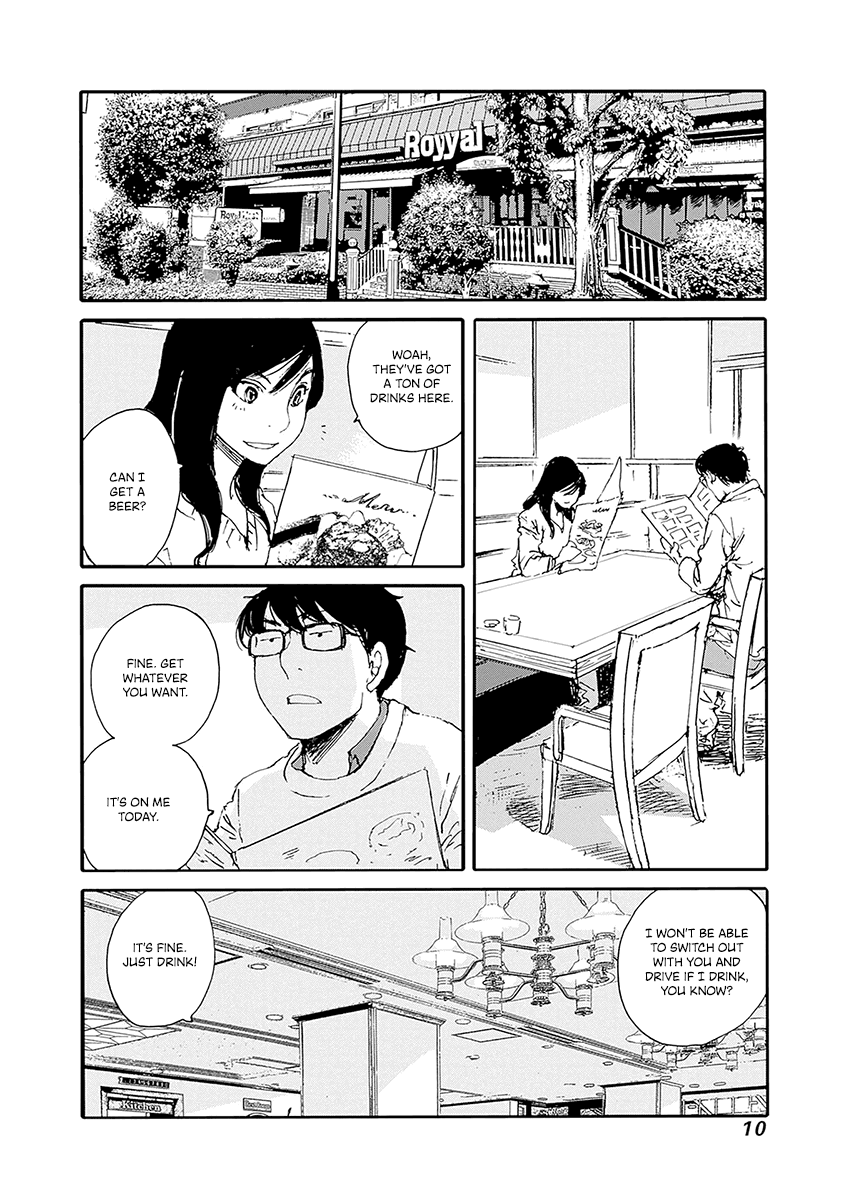 Royyal
WOAH,
THEY'VE GOT
A TON OF
DRINKS HERE.
CAN I
GET A
BEER?
Menu
Menu
FINE. GET
WHATEVER
YOU WANT.
IT'S ON ME
TODAY.
I WON'T BE ABLE
TO SWITCH OUT
WITH YOU AND
DRIVE IF I DRINK,
YOU KNOW?
IT'S FINE.
JUST DRINK!
Kitchen
10